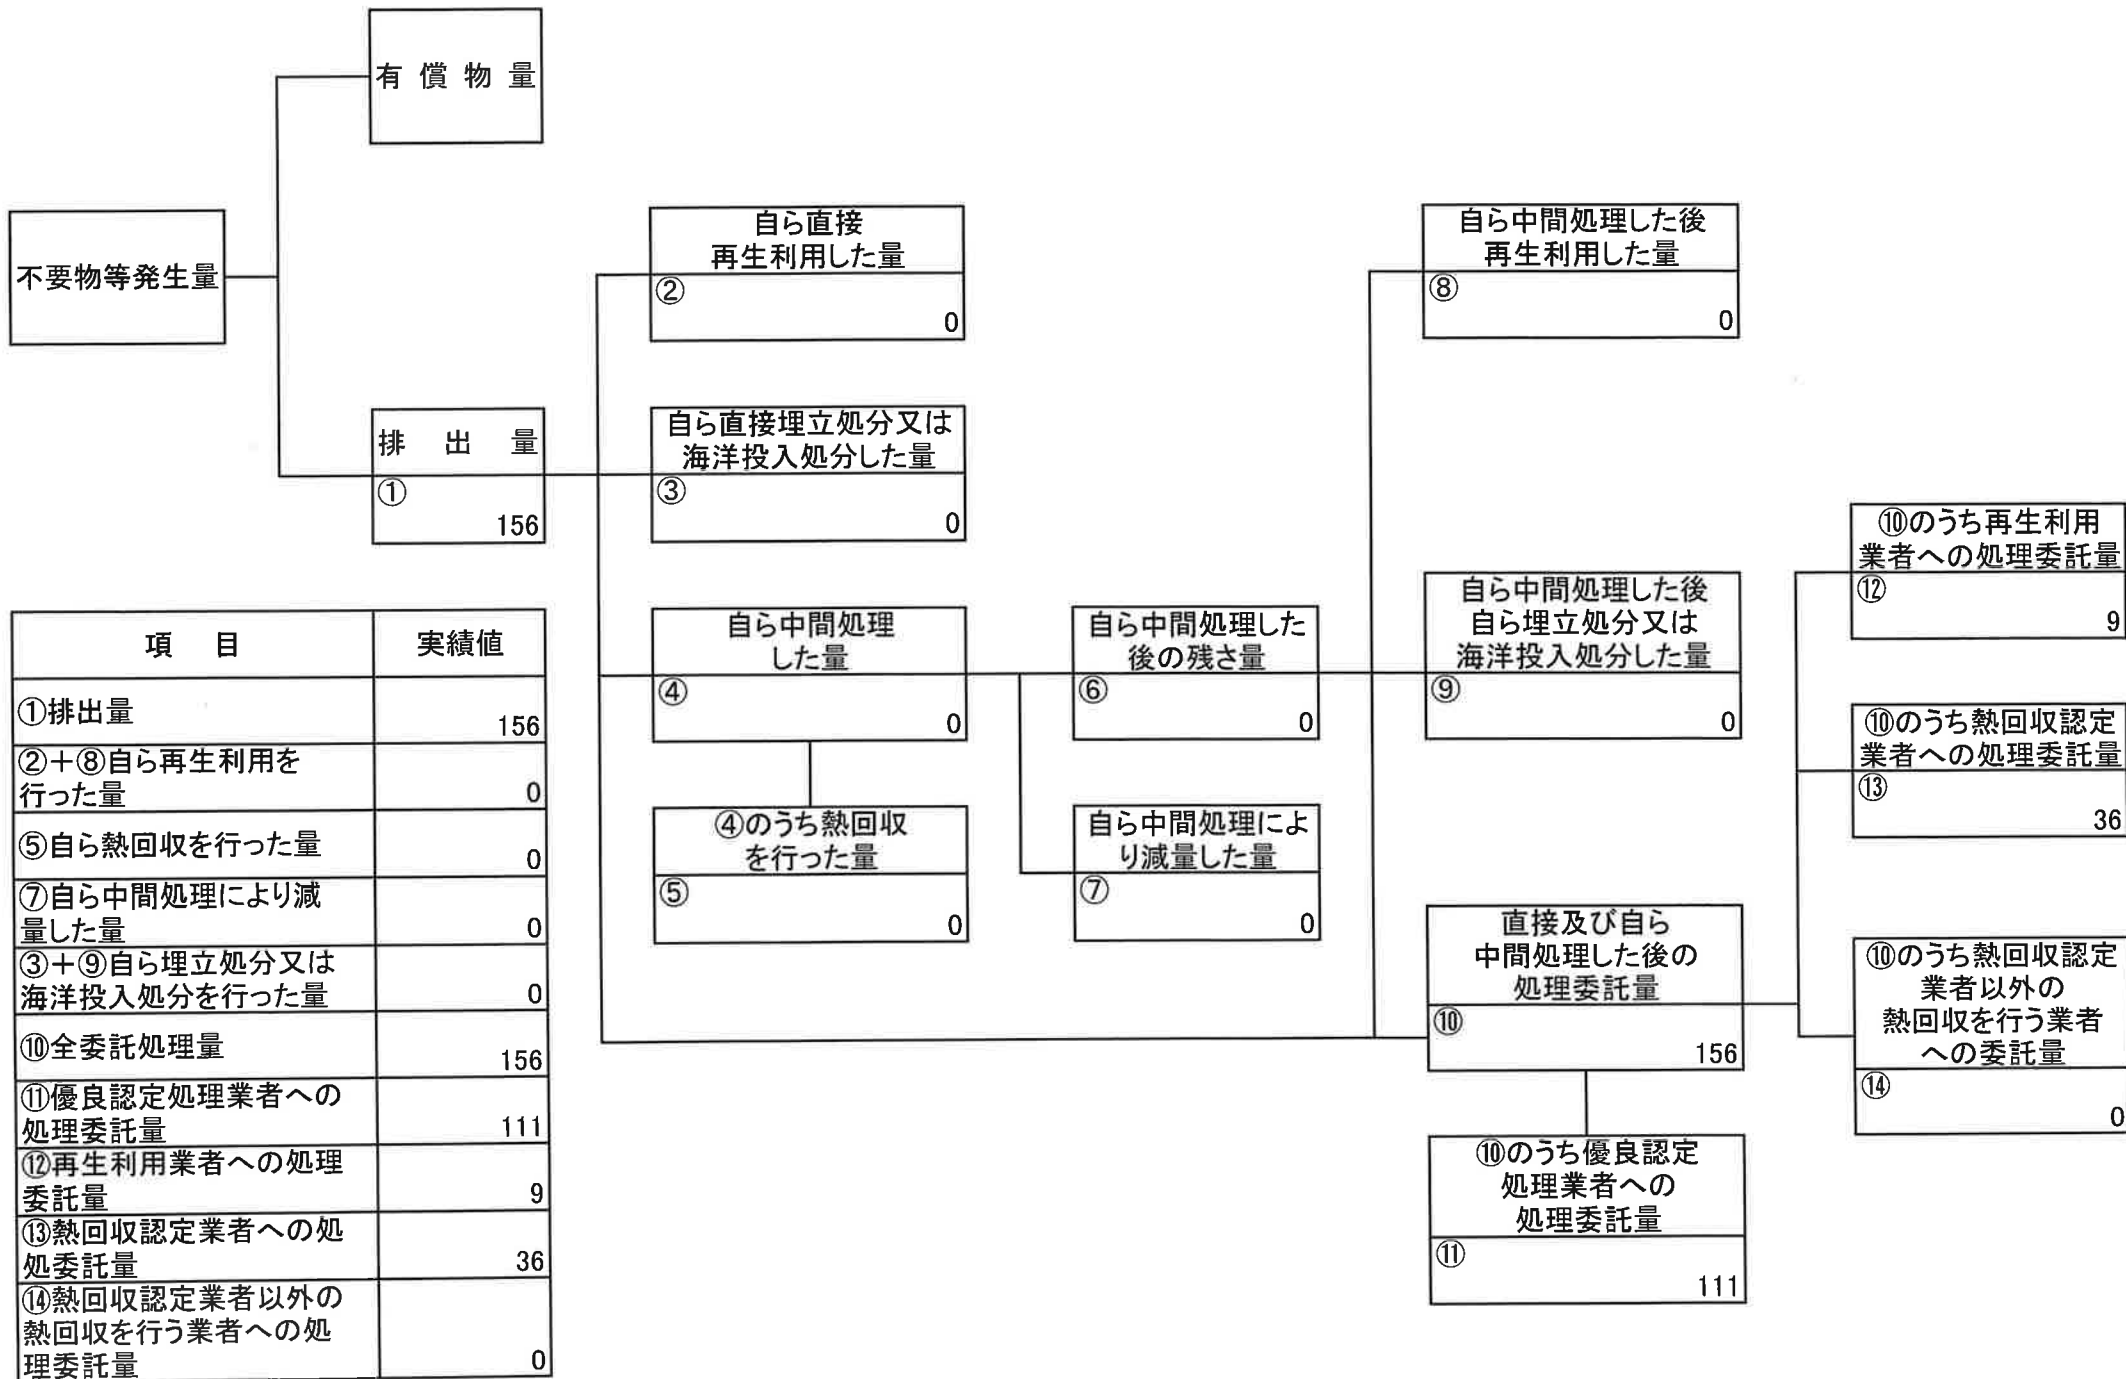 有償物量
不要物等発生量
排出量
①
156
自ら直接
再生利用した量
②
0
自ら直接埋立処分又は
海洋投入処分した量
③
0
自ら中間処理
した量
④
0
④のうち熱回収
を行った量
⑤
0
自ら中間処理した
後の残さ量
⑥
0
自ら中間処理によ
り減量した量
⑦
0
自ら中間処理した後
再生利用した量
⑧
0
自ら中間処理した後
自ら埋立処分又は
海洋投入処分した量
⑨
0
直接及び自ら
中間処理した後の
処理委託量
⑩
156
⑩のうち優良認定
処理業者への
処理委託量
⑪
111
⑩のうち再生利用
業者への処理委託量
⑫
9
⑩のうち熱回収認定
業者への処理委託量
⑬
36
⑩のうち熱回収認定
業者以外の
熱回収を行う業者
への委託量
⑭
0
項目 実績値
①排出量
156
②＋⑧自ら再生利用を
行った量 0
⑤自ら熱回収を行った量
0
⑦自ら中間処理により減
量した量 0
③＋⑨自ら埋立処分又は
海洋投入処分を行った量 0
⑩全委託処理量
156
⑪優良認定処理業者への
処理委託量 111
⑫再生利用業者への処理
委託量 9
⑬熱回収認定業者への処
処委託量 36
⑭熱回収認定業者以外の
熱回収を行う業者への処
理委託量 0